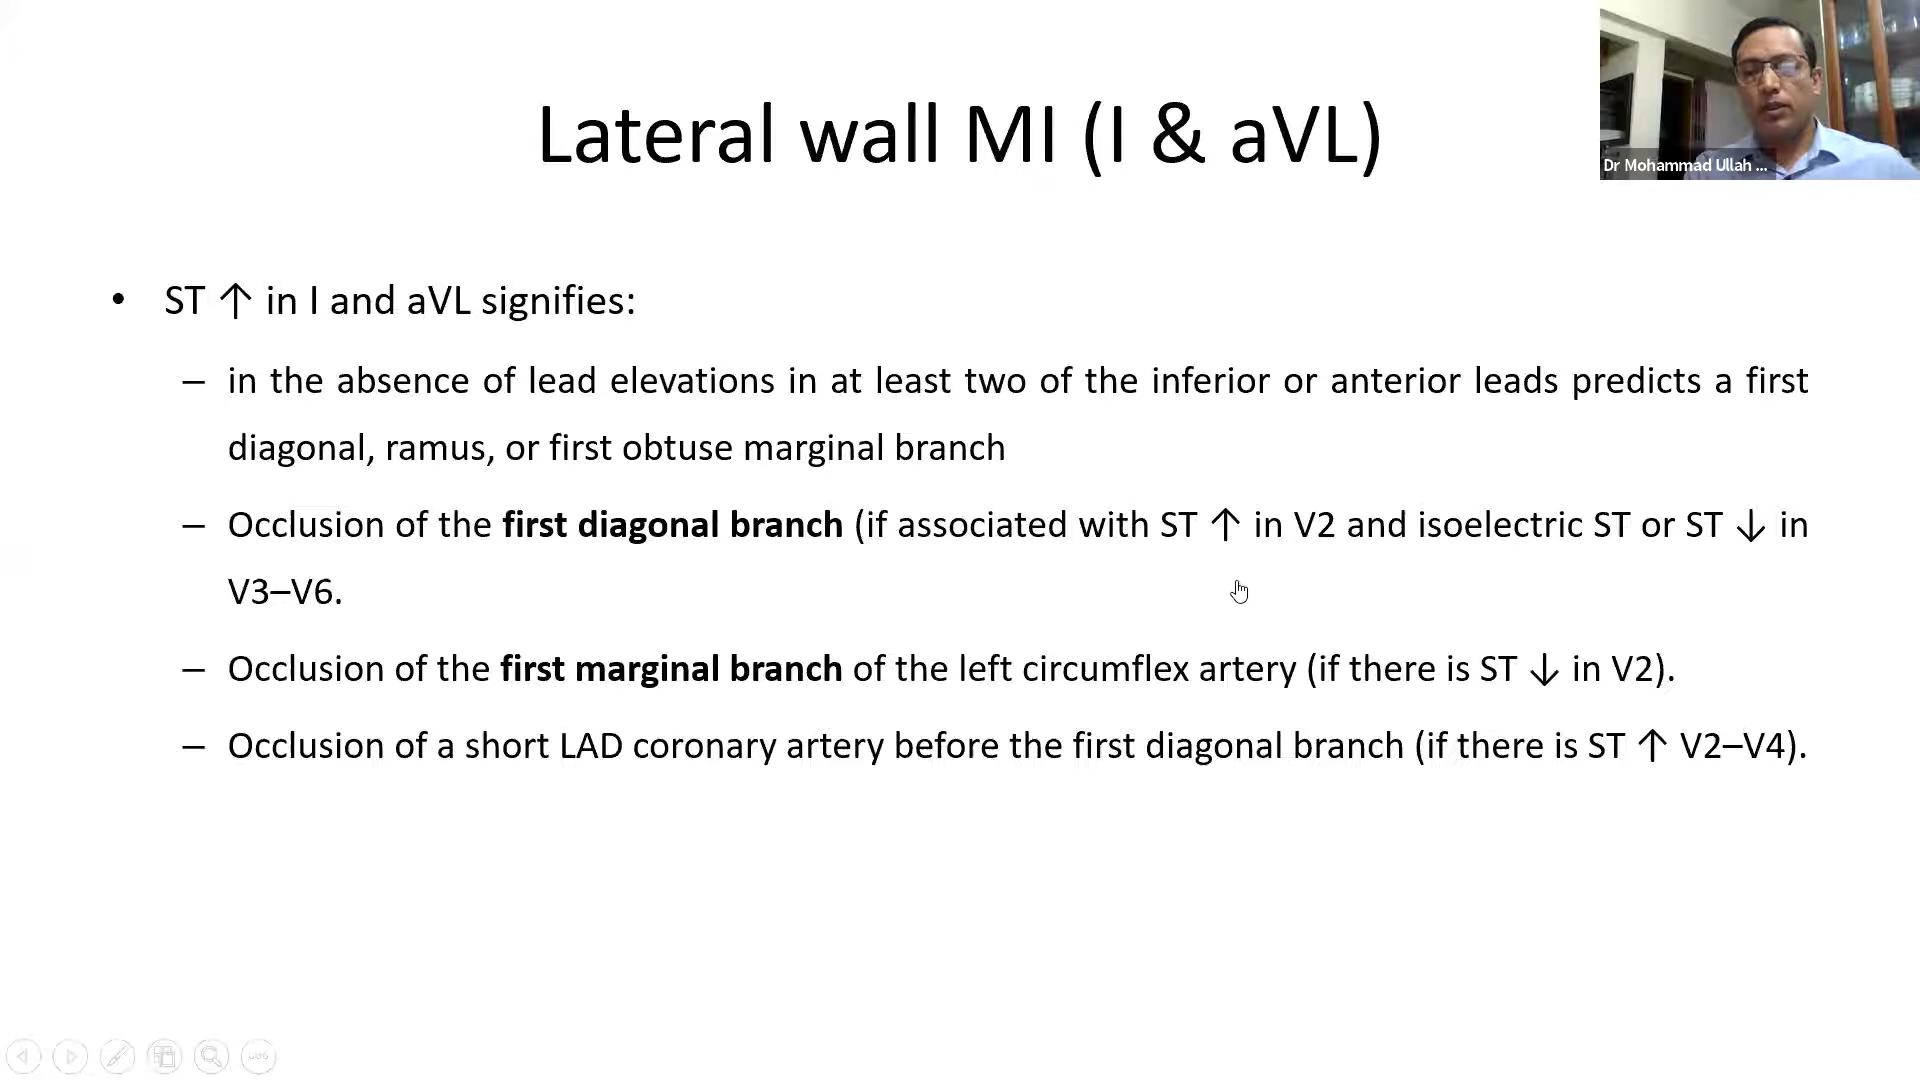 Lateral wall MI (I & aVL)
Dr Mohammad Ullah ...
• ST ↑ in I and aVL signifies:
– in the absence of lead elevations in at least two of the inferior or anterior leads predicts a first
diagonal, ramus, or first obtuse marginal branch
– Occlusion of the first diagonal branch (if associated with ST ↑ in V2 and isoelectric ST or ST ↓ in
V3–V6.
– Occlusion of the first marginal branch of the left circumflex artery (if there is ST ↓ in V2).
– Occlusion of a short LAD coronary artery before the first diagonal branch (if there is ST ↑ V2–V4).